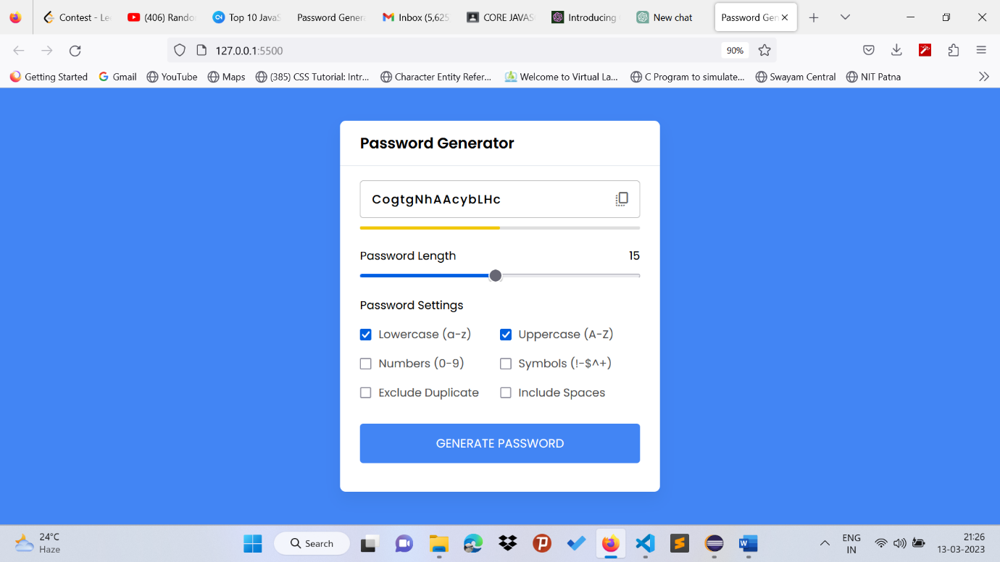 Contest - Le
(406) Rando
Top 10 JavaS
Password Genera
Inbox (5,625
CORE JAVAS
Introducing
New chat
Password Gen
127.0.0.1:5500
90%
Getting Started
Gmail
YouTube
Maps
(385) CSS Tutorial: Intr...
Character Entity Refer...
Welcome to Virtual La...
C Program to simulate...
Swayam Central
NIT Patna
Password Generator
CogtgNhAAcybLHc
Password Length 15
Password Settings
Lowercase (a-z) Uppercase (A-Z)
Numbers (0-9) Symbols (!-$^+)
Exclude Duplicate Include Spaces
GENERATE PASSWORD
24°C
Haze
Search
ENG
IN
21:26
13-03-2023